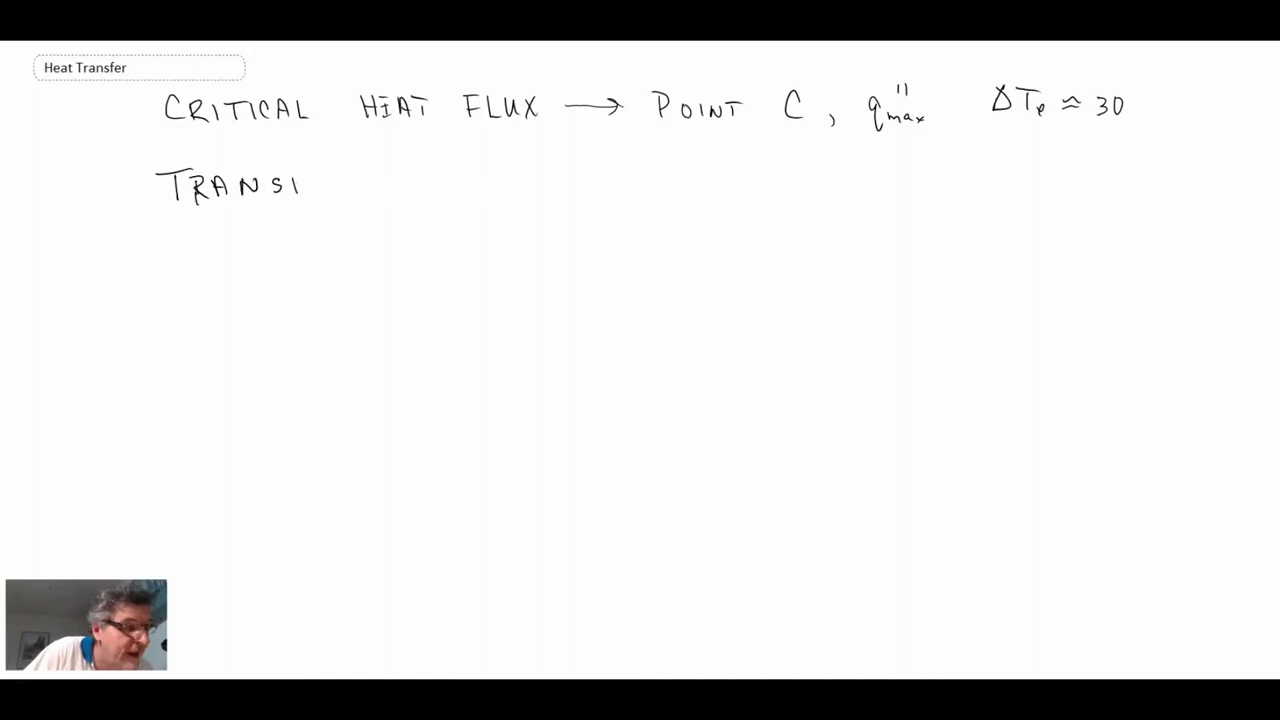 Heat Transfer
CRITICAL HEAT FLUX → POINT C, q''max ΔTe ≈ 30
TRANSI